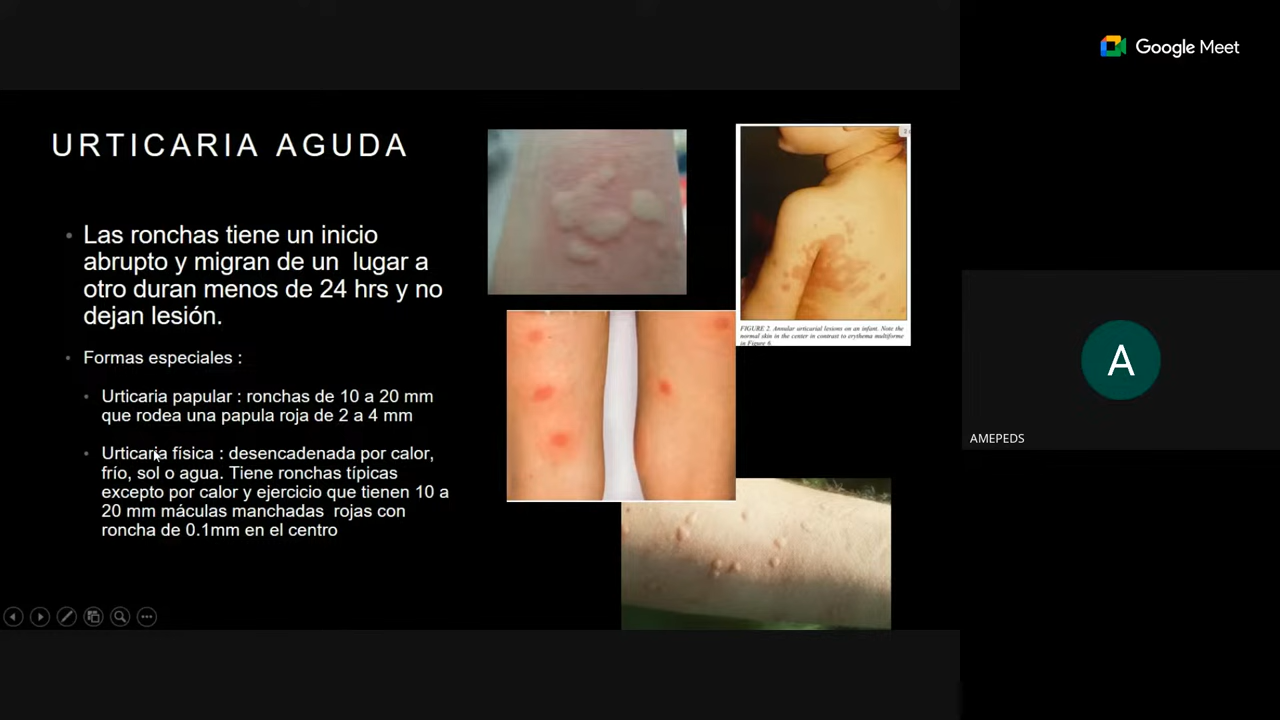 Google Meet
URTICARIA AGUDA
Las ronchas tiene un inicio
abrupto y migran de un lugar a
otro duran menos de 24 hrs y no
dejan lesión.
Formas especiales :
Urticaria papular : ronchas de 10 a 20 mm
que rodea una papula roja de 2 a 4 mm
Urticaria física : desencadenada por calor,
frío, sol o agua. Tiene ronchas típicas
excepto por calor y ejercicio que tienen 10 a
20 mm máculas manchadas rojas con
roncha de 0.1mm en el centro
FIGURE 2. Annular urticarial lesions on an infant. Note the
normal skin in the center in contrast to erythema multiforme
in Figure 6.
A
AMEPEDS